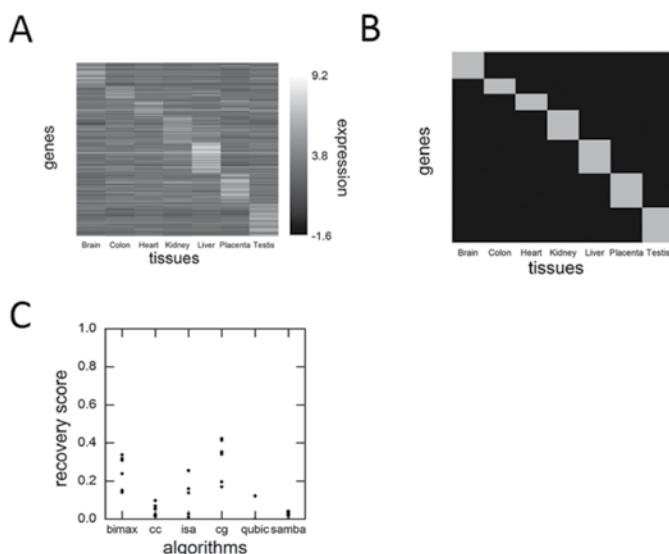 A
genes
Brain Colon Heart Kidney Liver Placenta Testis
tissues
9.2
3.8
-1.6
expression
B
genes
Brain Colon Heart Kidney Liver Placenta Testis
tissues
C
recovery score
1.0
0.8
0.6
0.4
0.2
0.0
bimax cc isa cg qubic samba
algorithms